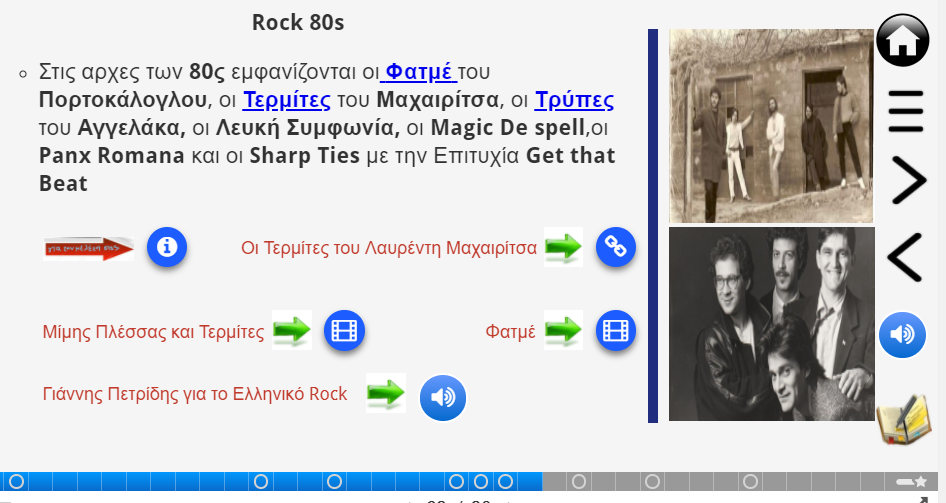 Rock 80s
Στις αρχες των 80ς εμφανίζονται οι Φατμέ του
Πορτοκάλογλου, οι Τερμίτες του Μαχαιρίτσα, οι Τρύπες
του Αγγελάκα, οι Λευκή Συμφωνία, οι Magic De spell,οι
Panx Romana και οι Sharp Ties με την Επιτυχία Get that
Beat
Οι Τερμίτες του Λαυρέντη Μαχαιρίτσα
Μίμης Πλέσσας και Τερμίτες
Φατμέ
Γιάννης Πετρίδης για το Ελληνικό Rock